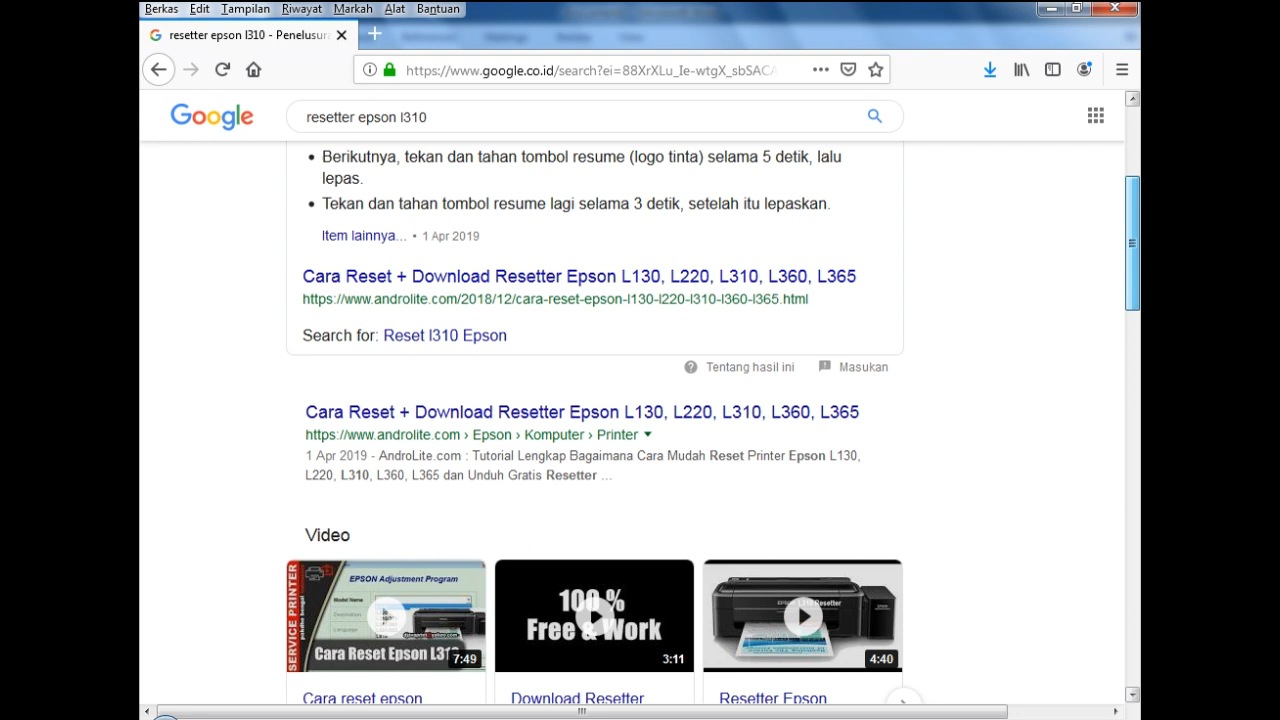 Berkas Edit Tampilan Riwayat Markah Alat Bantuan
resetter epson l310 - Penelusura
https://www.google.co.id/search?ei=88XrXLu_Ie-wtgX_sbSACA
Google
resetter epson l310
Berikutnya, tekan dan tahan tombol resume (logo tinta) selama 5 detik, lalu
lepas.
Tekan dan tahan tombol resume lagi selama 3 detik, setelah itu lepaskan.
Item lainnya... • 1 Apr 2019
Cara Reset + Download Resetter Epson L130, L220, L310, L360, L365
https://www.androlite.com/2018/12/cara-reset-epson-l130-l220-l310-l360-l365.html
Search for: Reset l310 Epson
Tentang hasil ini Masukan
Cara Reset + Download Resetter Epson L130, L220, L310, L360, L365
https://www.androlite.com › Epson › Komputer › Printer
1 Apr 2019 - AndroLite.com : Tutorial Lengkap Bagaimana Cara Mudah Reset Printer Epson L130,
L220, L310, L360, L365 dan Unduh Gratis Resetter ...
Video
SERVICE PRINTER
EPSON Adjustment Program
Model Name
Cara Reset Epson L31
7:49
100 %
Free & Work
3:11
Resetter
4:40
Cara reset epson
Download Resetter
Resetter Epson